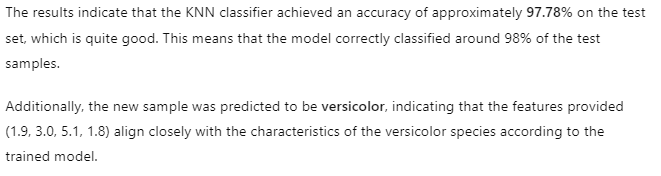 The results indicate that the KNN classifier achieved an accuracy of approximately 97.78% on the test
set, which is quite good. This means that the model correctly classified around 98% of the test
samples.
Additionally, the new sample was predicted to be versicolor, indicating that the features provided
(1.9, 3.0, 5.1, 1.8) align closely with the characteristics of the versicolor species according to the
trained model.